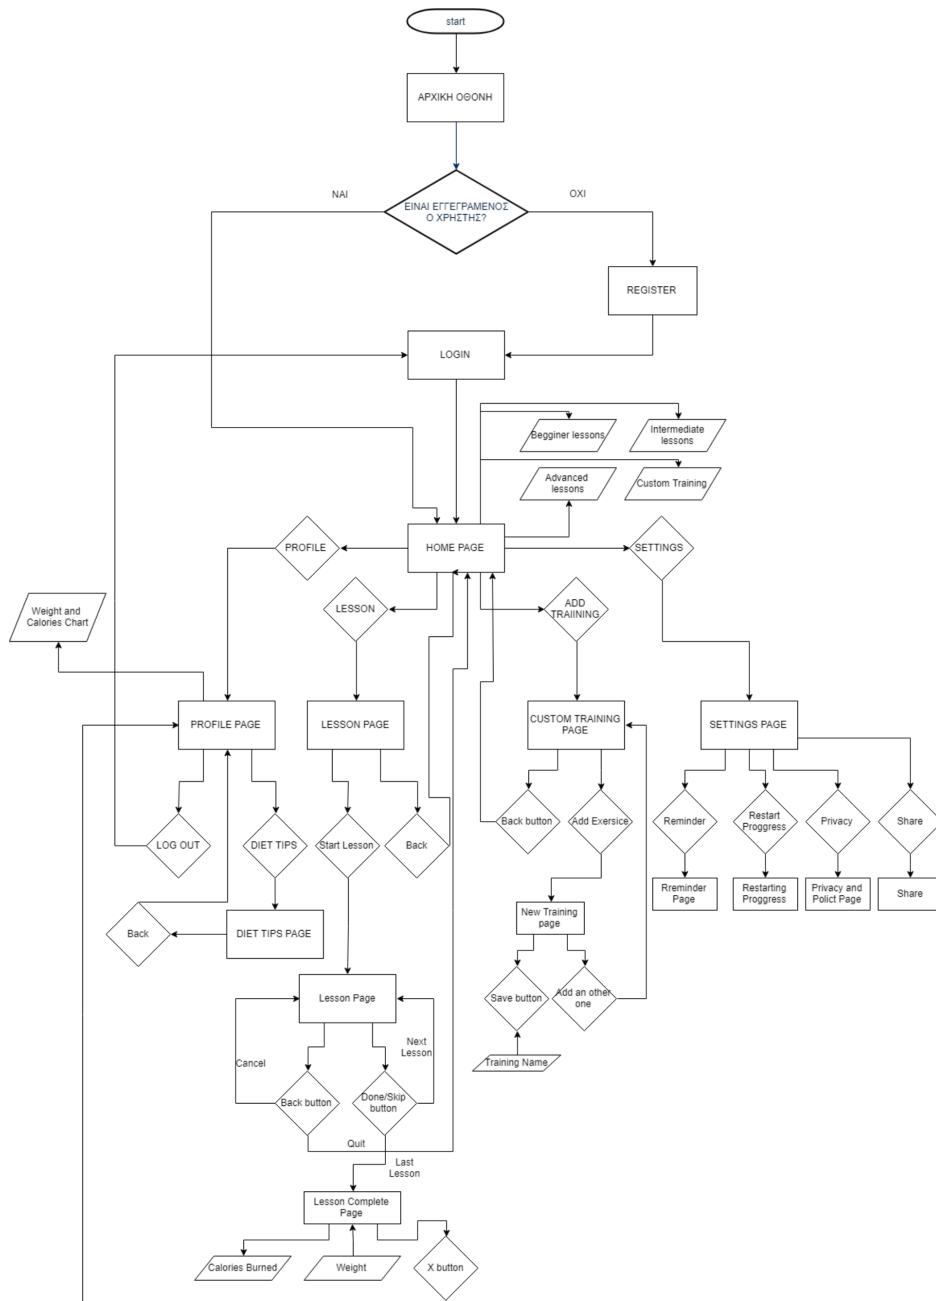 start
ΑΡΧΙΚΗ ΟΘΟΝΗ
ΝΑΙ
ΟΧΙ
ΕΙΝΑΙ ΕΓΓΕΓΡΑΜΕΝΟΣ
Ο ΧΡΗΣΤΗΣ?
REGISTER
LOGIN
Begginer lessons
Intermediate
lessons
Advanced
lessons
Custom Training
PROFILE
HOME PAGE
SETTINGS
Weight and
Calories Chart
LESSON
ADD
TRAIINING
PROFILE PAGE
LESSON PAGE
CUSTOM TRAINING
PAGE
SETTINGS PAGE
LOG OUT
DIET TIPS
Start Lesson
Back
Back button
Add Exersice
Reminder
Restart
Proggress
Privacy
Share
Rreminder
Page
Restarting
Proggress
Privacy and
Polict Page
Share
Back
DIET TIPS PAGE
New Training
page
Lesson Page
Save button
Add an other
one
Cancel
Next
Lesson
Training Name
Back button
Done/Skip
button
Quit
Last
Lesson
Lesson Complete
Page
Calories Burned
Weight
X button